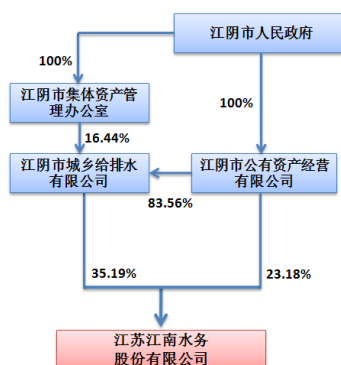 江阴市人民政府
100%
江阴市集体资产管
理办公室
100%
16.44%
江阴市城乡给排水
有限公司
江阴市公有资产经营
有限公司
83.56%
35.19%
23.18%
江苏江南水务
股份有限公司